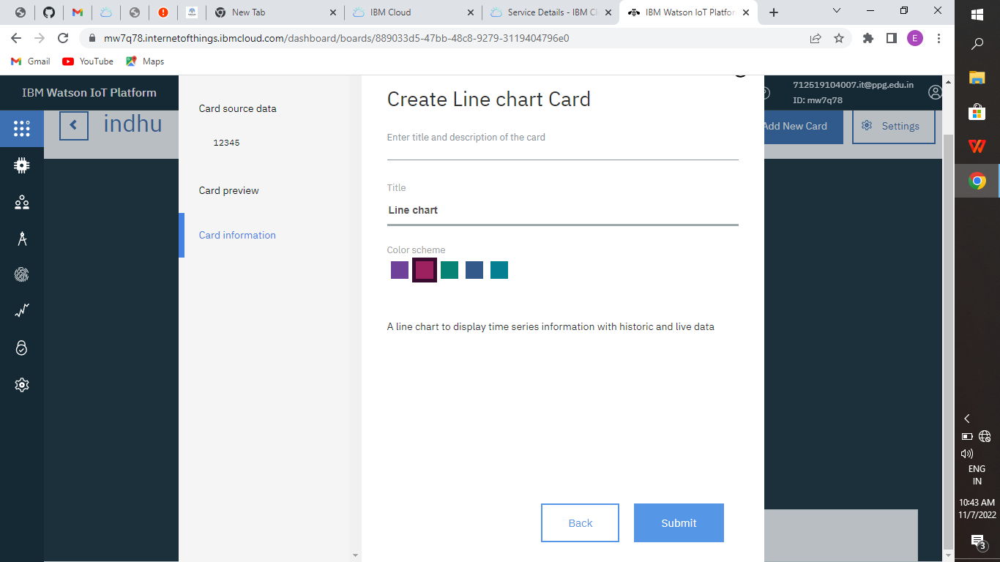 New Tab
IBM Cloud
Service Details - IBM Cl
IBM Watson IoT Platfor
mw7q78.internetofthings.ibmcloud.com/dashboard/boards/889033d5-47bb-48c8-9279-3119404796e0
E
Gmail
YouTube
Maps
IBM Watson IoT Platform
712519104007.it@ppg.edu.in
ID: mw7q78
indhu
Add New Card
Settings
Card source data
12345
Card preview
Card information
Create Line chart Card
Enter title and description of the card
Title
Line chart
Color scheme
A line chart to display time series information with historic and live data
Back
Submit
ENG
IN
10:43 AM
11/7/2022
3